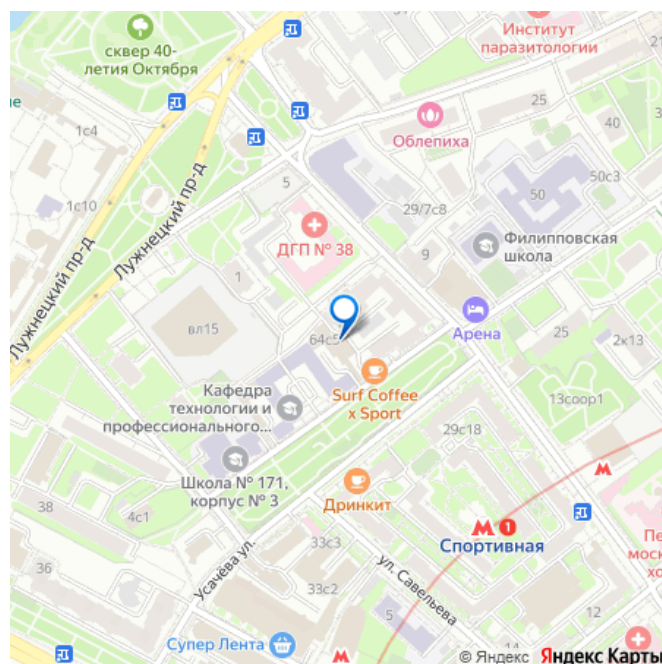 Институт
паразитологии
21
сквер 40-
летия Октября
25
1с4
Облепиха
40
5
50
50с3
1с10
Лужнецкий пр-д
29/7с8
ДГП № 38
Филипповская
школа
9
1
Лужнецкий пр-д
вл15
64с5
Арена
25
2к13
Surf Coffee
x Sport
Кафедра
технологии и
профессионального...
13соор1
29с18
Школа № 171,
корпус № 3
Дринкит
38
4с1
1
Спортивная
33с3
Усачёва ул.
ул. Савельева
36
33с2
5
12
14
Супер Лента
© Яндекс Яндекс Карты